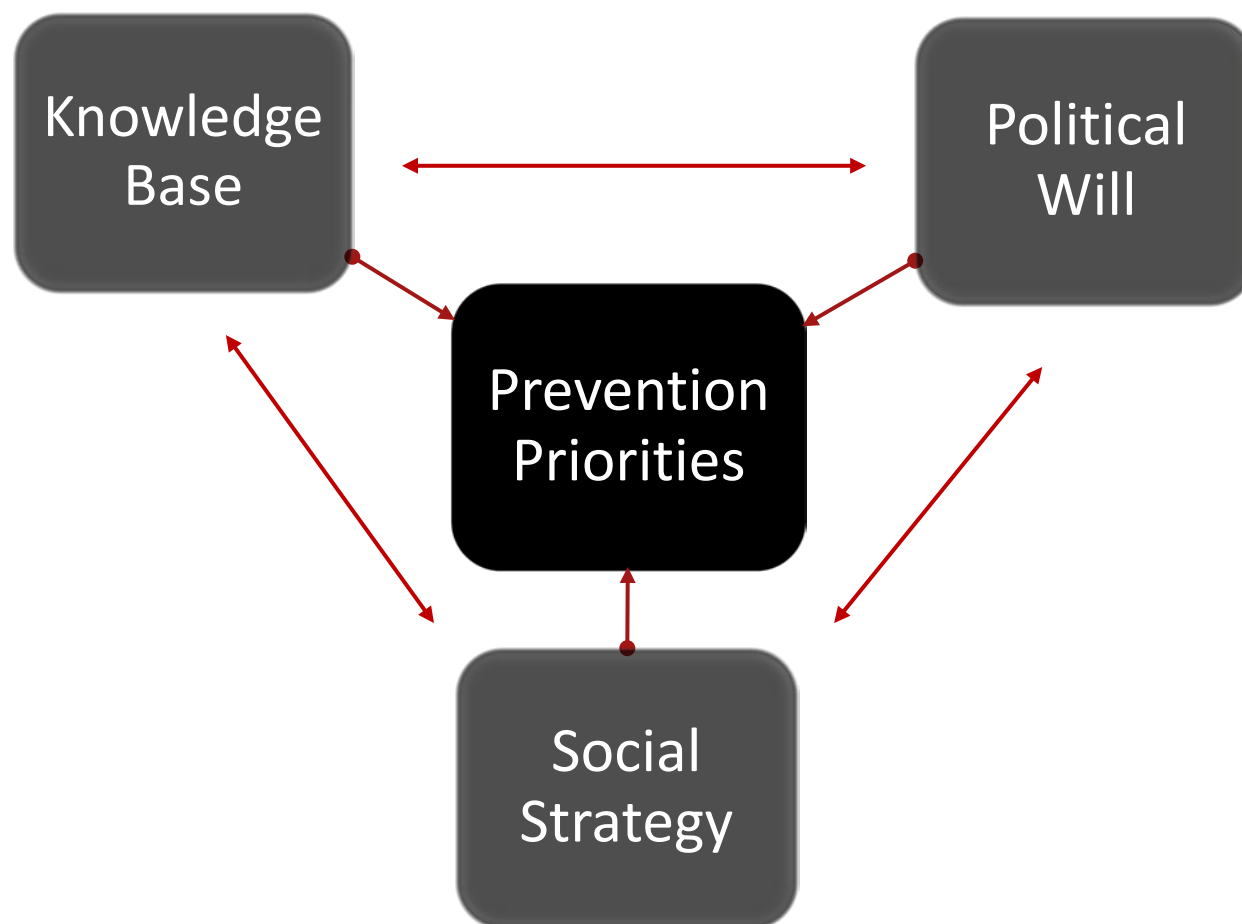 Knowledge
Base
Political
Will
Prevention
Priorities
Social
Strategy